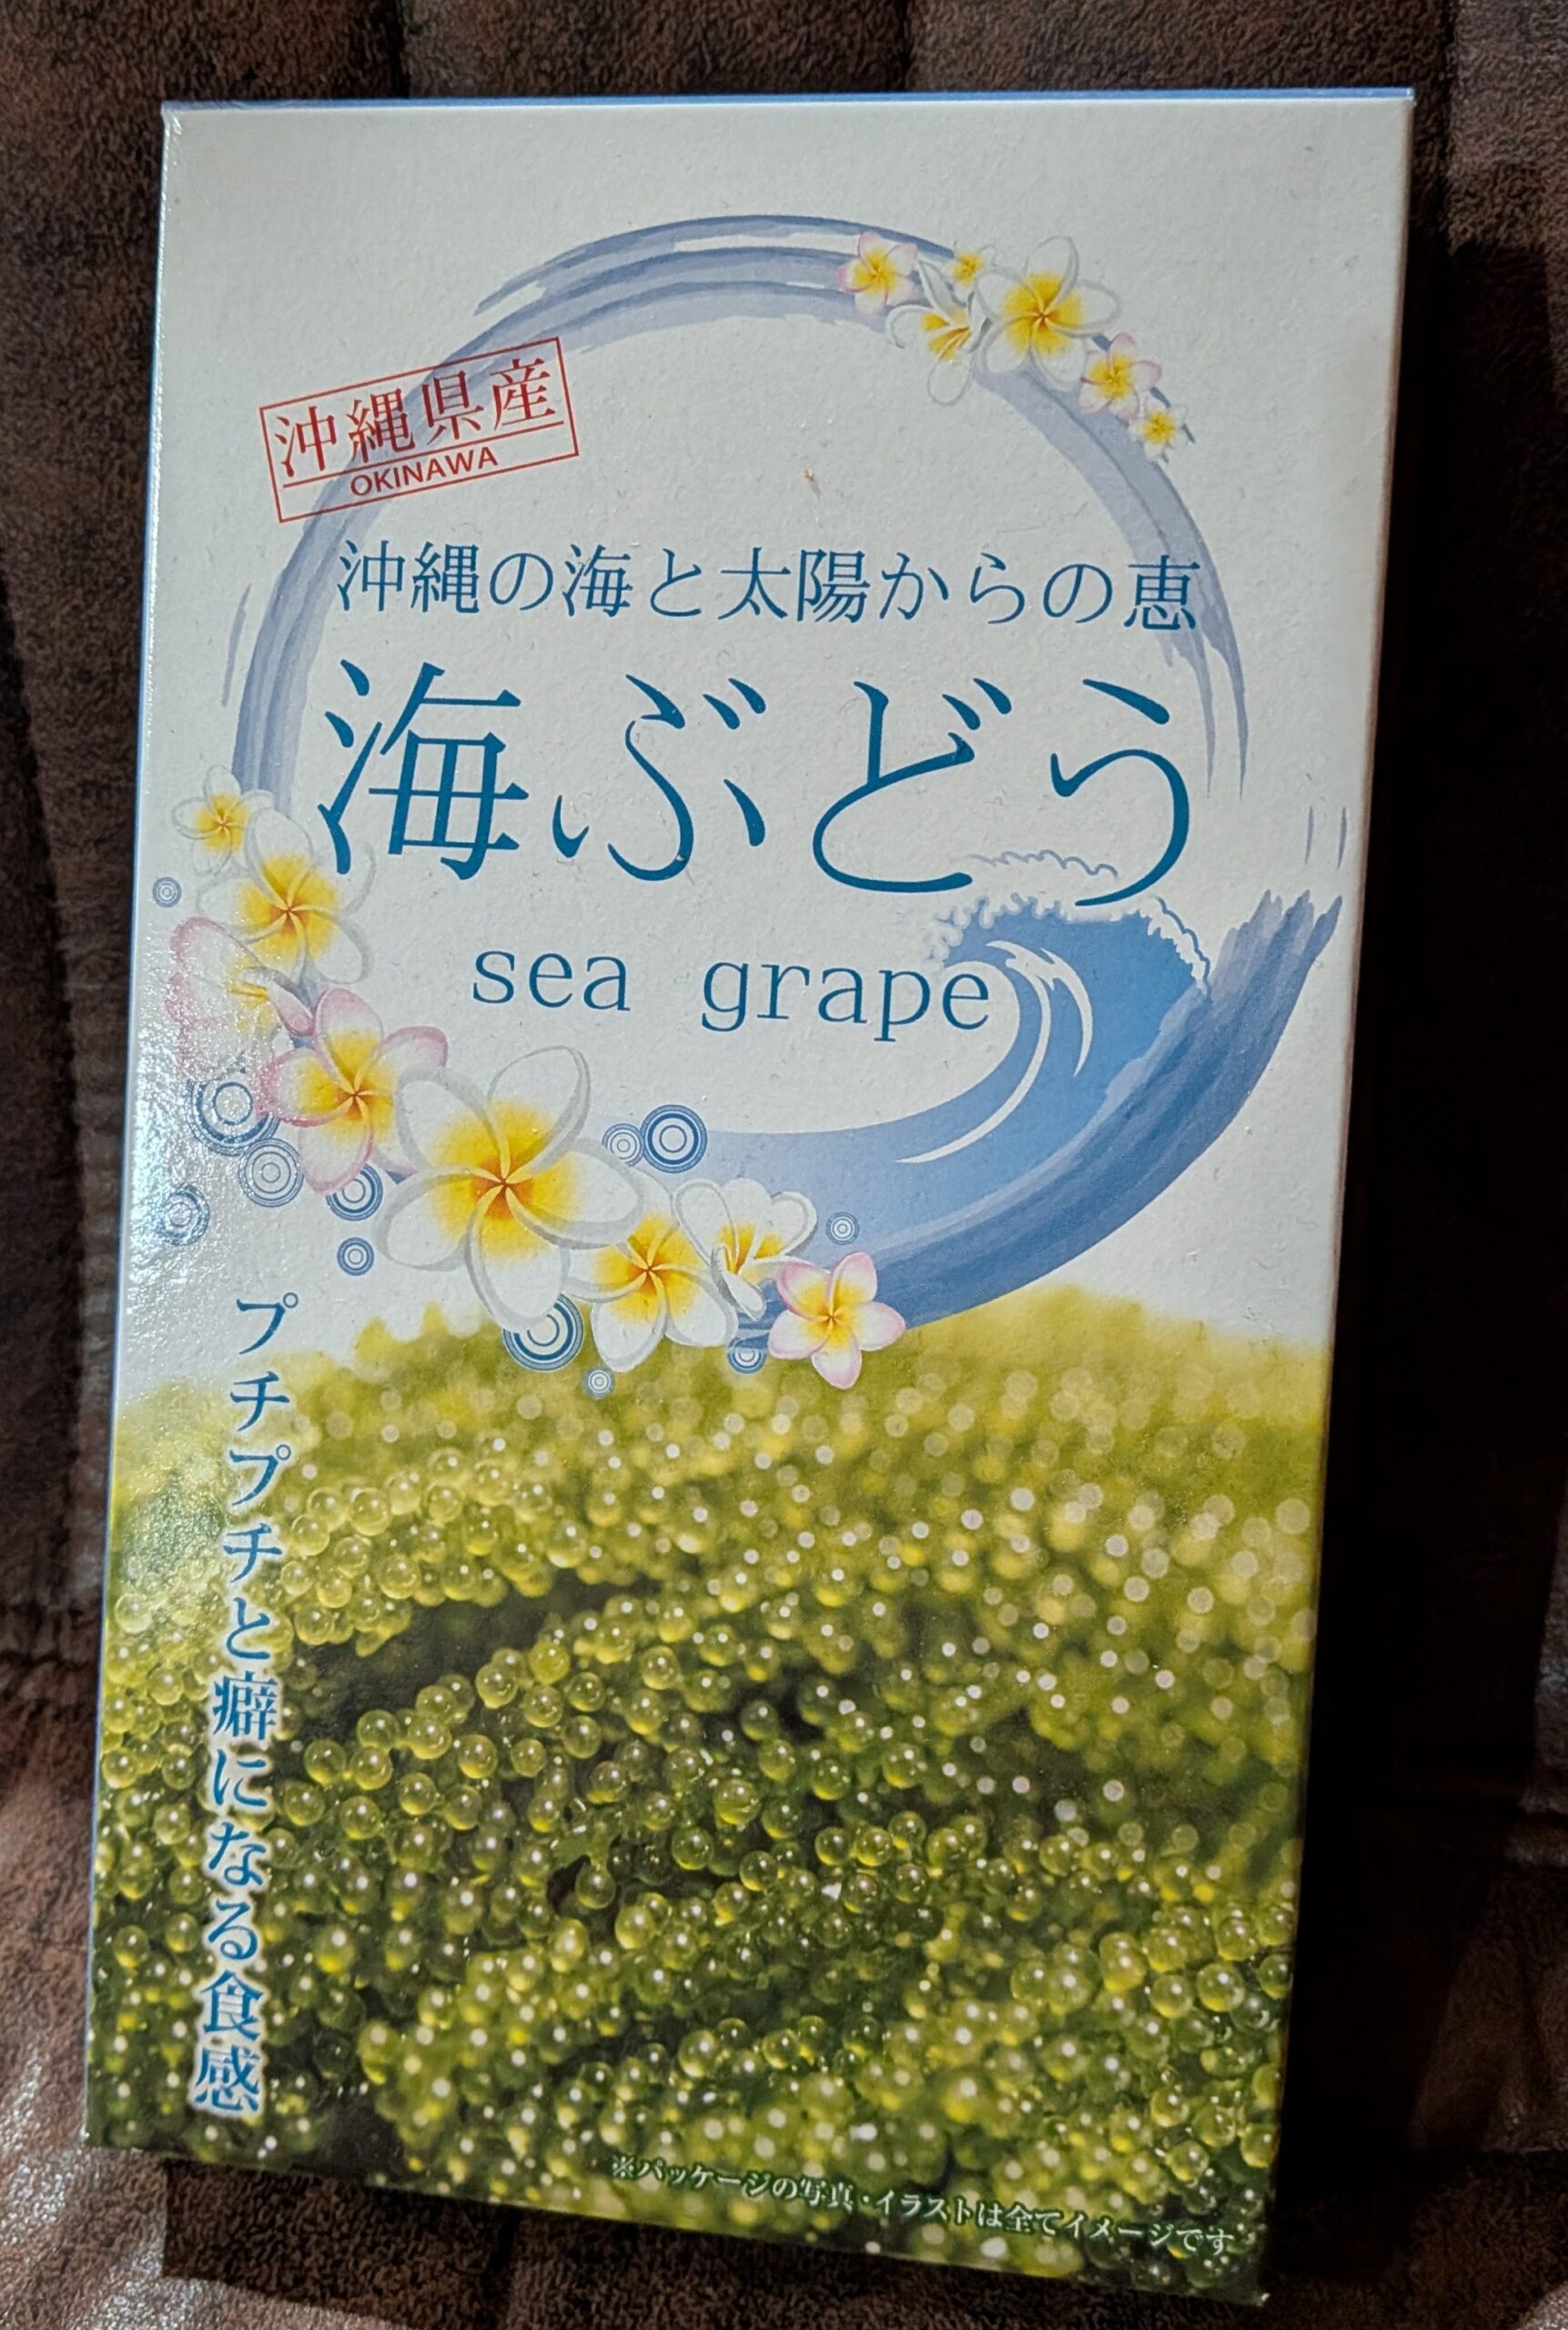 沖縄県産
OKINAWA
沖縄の海と太陽からの恵
海ぶどう
sea grape
プチプチと癖になる食感
※パッケージの写真・イラストは全てイメージです